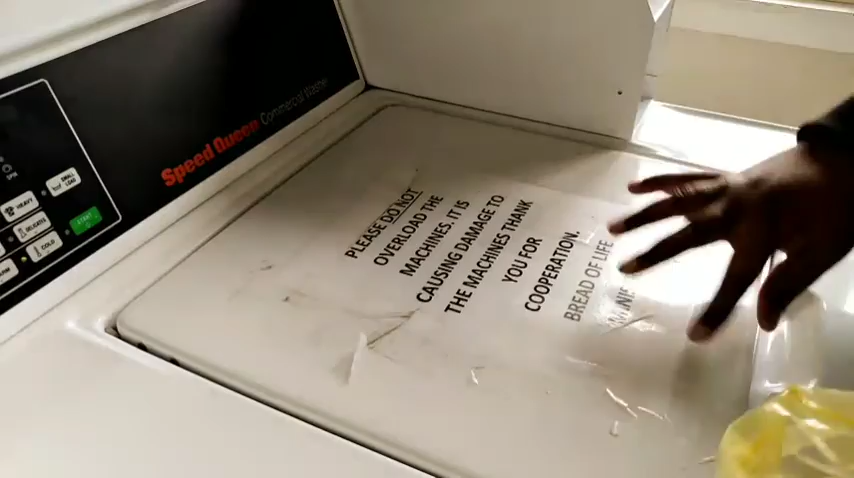 Speed Queen Commercial Washer
SMALL LOAD
HEAVY
DELICATE
START
COLD
PLEASE DO NOT
OVERLOAD THE
MACHINES. IT IS
CAUSING DAMAGE TO
THE MACHINES THANK
YOU FOR
COOPERATION.
BREAD OF LIFE